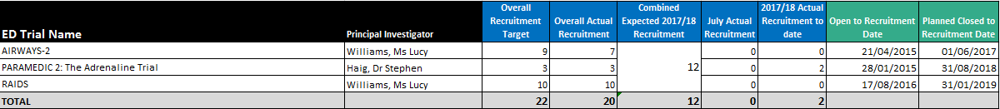 ED Trial Name Principal Investigator Overall Recruitment Target Overall Actual Recruitment Combined Expected 2017/18 Recruitment July Actual Recruitment 2017/18 Actual Recruitment to date Open to Recruitment Date Planned Closed to Recruitment Date
AIRWAYS-2 Williams, Ms Lucy 9 7 0 0 21/04/2015 01/06/2017
PARAMEDIC 2: The Adrenaline Trial Haig, Dr Stephen 3 3 12 0 2 28/01/2015 31/08/2018
RAIDS Williams, Ms Lucy 10 10 0 0 17/08/2016 31/01/2019
TOTAL 22 20 12 0 2